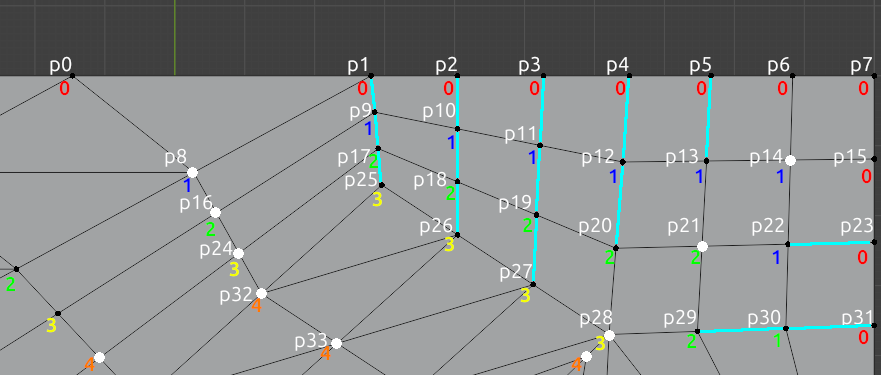 p0 p1 p2 p3 p4 p5 p6 p7
0 0 0 0 0 0 0 0
p9 p10
1 1
p11
1
p8 p17 p12 p13 p14 p15
1 2 1 1 1 0
p25 p18
3 2
p16 p19
2 2
p26 p20 p21 p22 p23
3 2 2 1 0
p24
3
p27
2 3
p32
4
p28 p29 p30 p31
3 3 2 1 0
p33
4
4 4